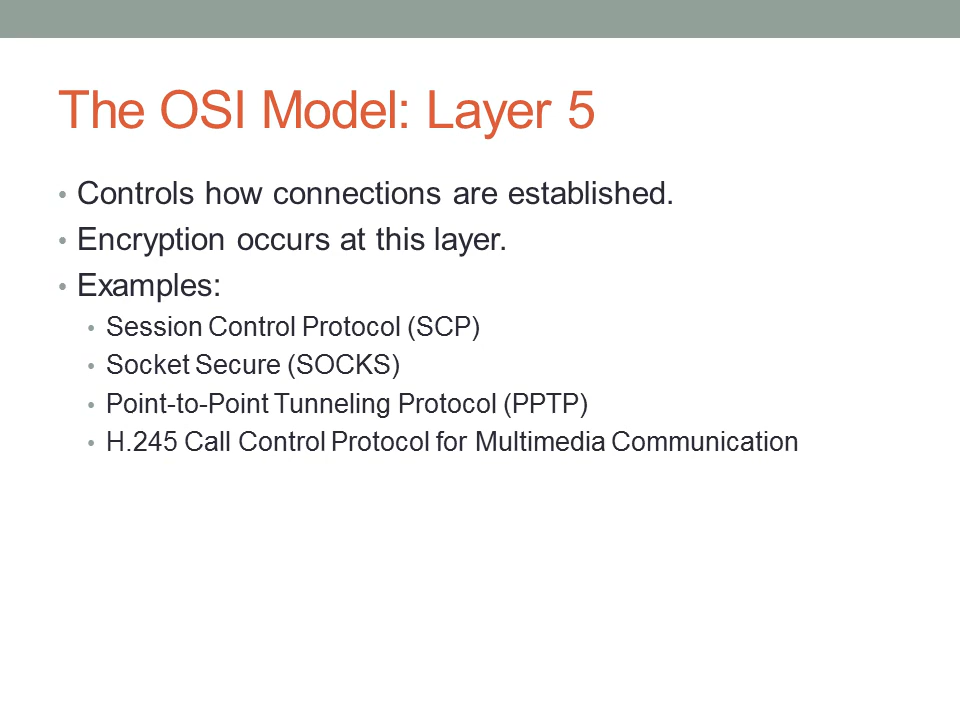 The OSI Model: Layer 5
• Controls how connections are established.
• Encryption occurs at this layer.
• Examples:
• Session Control Protocol (SCP)
• Socket Secure (SOCKS)
• Point-to-Point Tunneling Protocol (PPTP)
• H.245 Call Control Protocol for Multimedia Communication